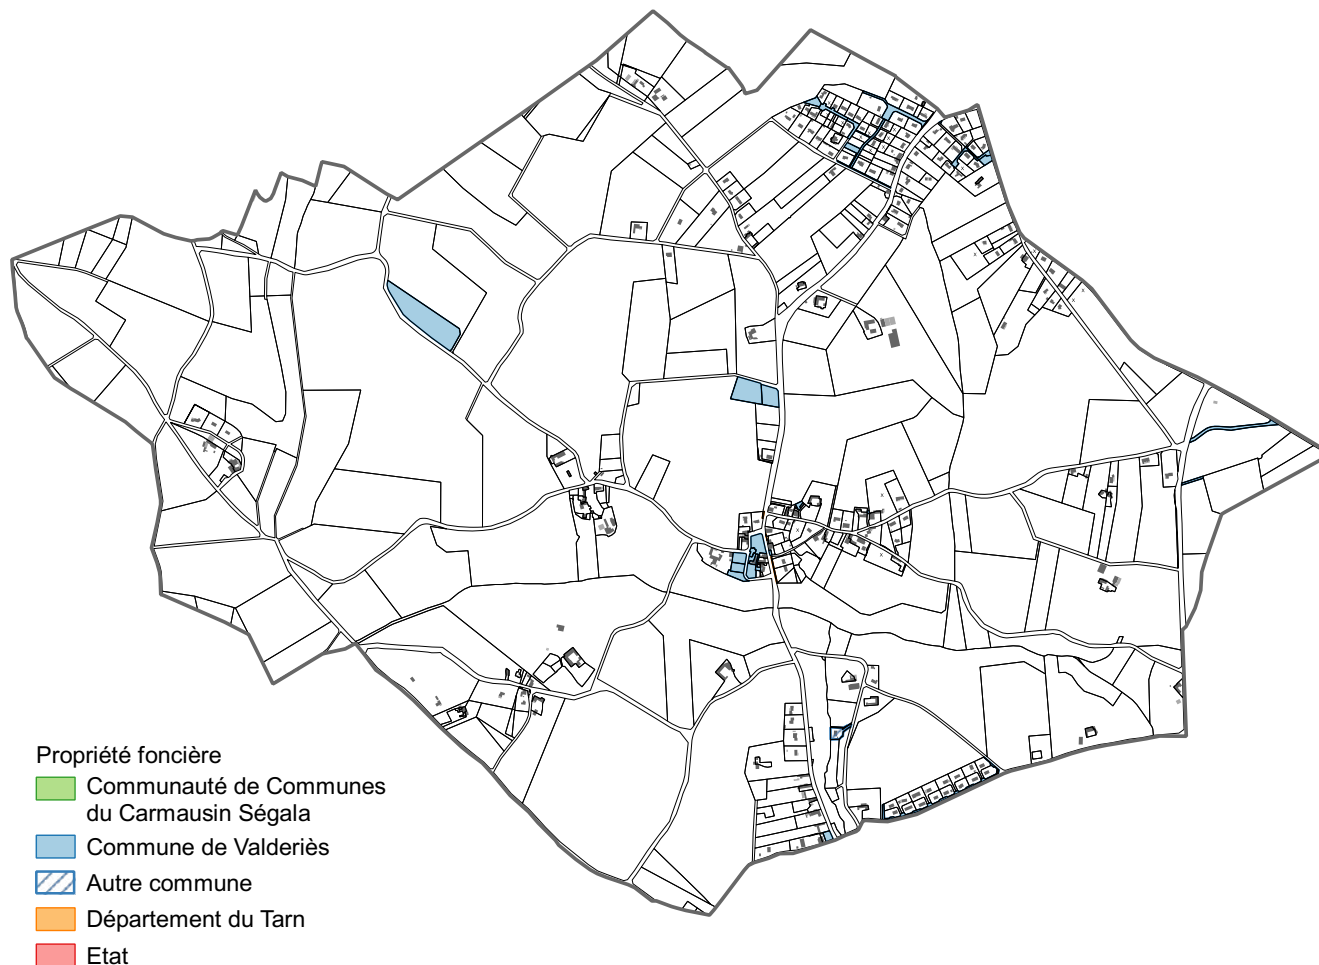 Propriété foncière
Communauté de Communes
du Carmausin Ségala
Commune de Valderiès
Autre commune
Département du Tarn
Etat